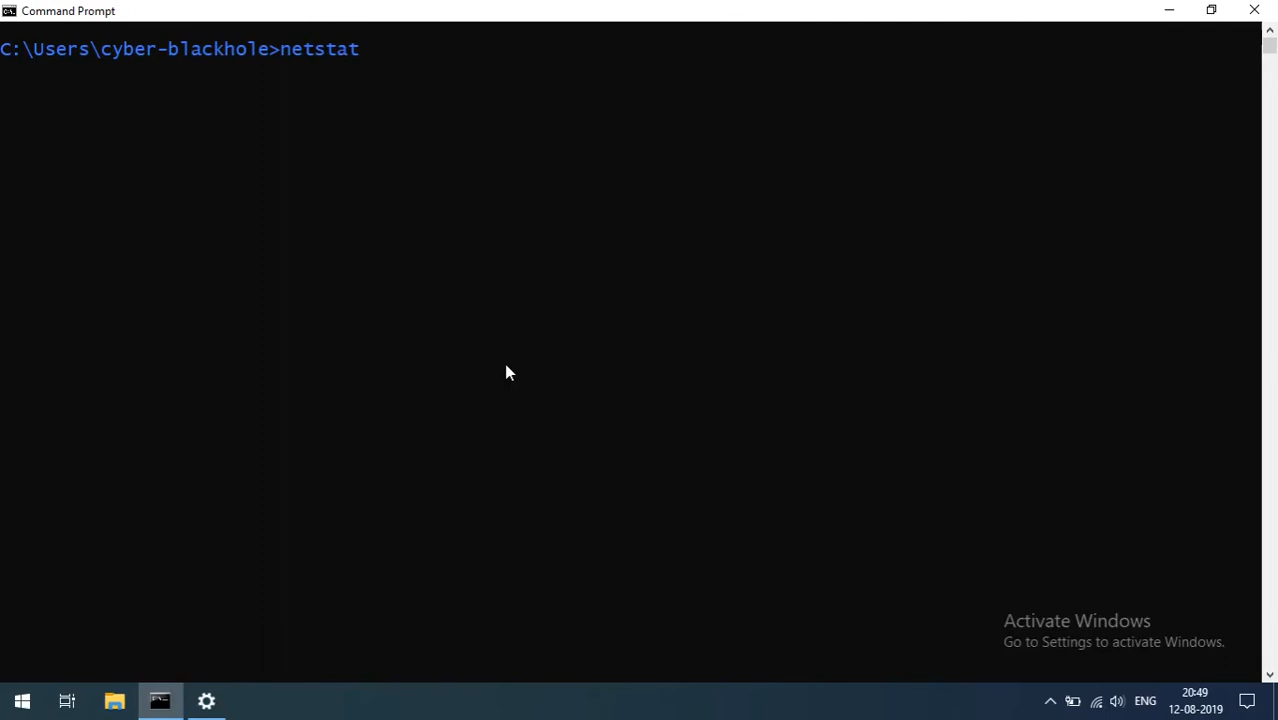 Command Prompt
C:\Users\cyber-blackhole>netstat
Activate Windows
Go to Settings to activate Windows.
ENG
20:49
12-08-2019